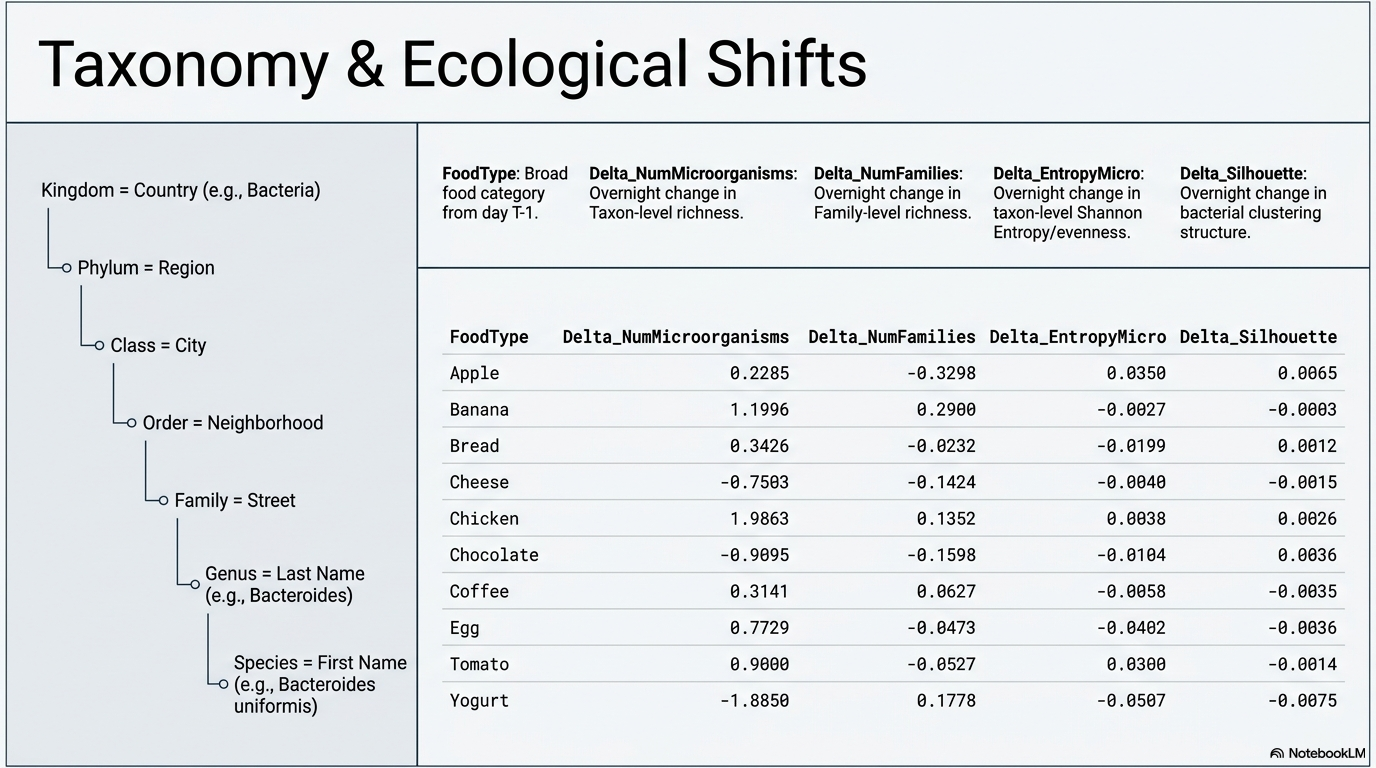 Taxonomy & Ecological Shifts
Kingdom = Country (e.g., Bacteria)
Phylum = Region
Class = City
Order = Neighborhood
Family = Street
Genus = Last Name
(e.g., Bacteroides)
Species = First Name
(e.g., Bacteroides
uniformis)
FoodType: Broad
food category
from day T-1.
Delta_NumMicroorganisms:
Overnight change in
Taxon-level richness.
Delta_NumFamilies:
Overnight change in
Family-level richness.
Delta_EntropyMicro:
Overnight change in
taxon-level Shannon
Entropy/evenness.
Delta_Silhouette:
Overnight change in
bacterial clustering
structure.
FoodType Delta_NumMicroorganisms Delta_NumFamilies Delta_EntropyMicro Delta_Silhouette
Apple 0.2285 -0.3298 0.0350 0.0065
Banana 1.1996 0.2900 -0.0027 -0.0003
Bread 0.3426 -0.0232 -0.0199 0.0012
Cheese -0.7503 -0.1424 -0.0040 -0.0015
Chicken 1.9863 0.1352 0.0038 0.0026
Chocolate -0.9095 -0.1598 -0.0104 0.0036
Coffee 0.3141 0.0627 -0.0058 -0.0035
Egg 0.7729 -0.0473 -0.0402 -0.0036
Tomato 0.9000 -0.0527 0.0300 -0.0014
Yogurt -1.8850 0.1778 -0.0507 -0.0075
NotebookLM